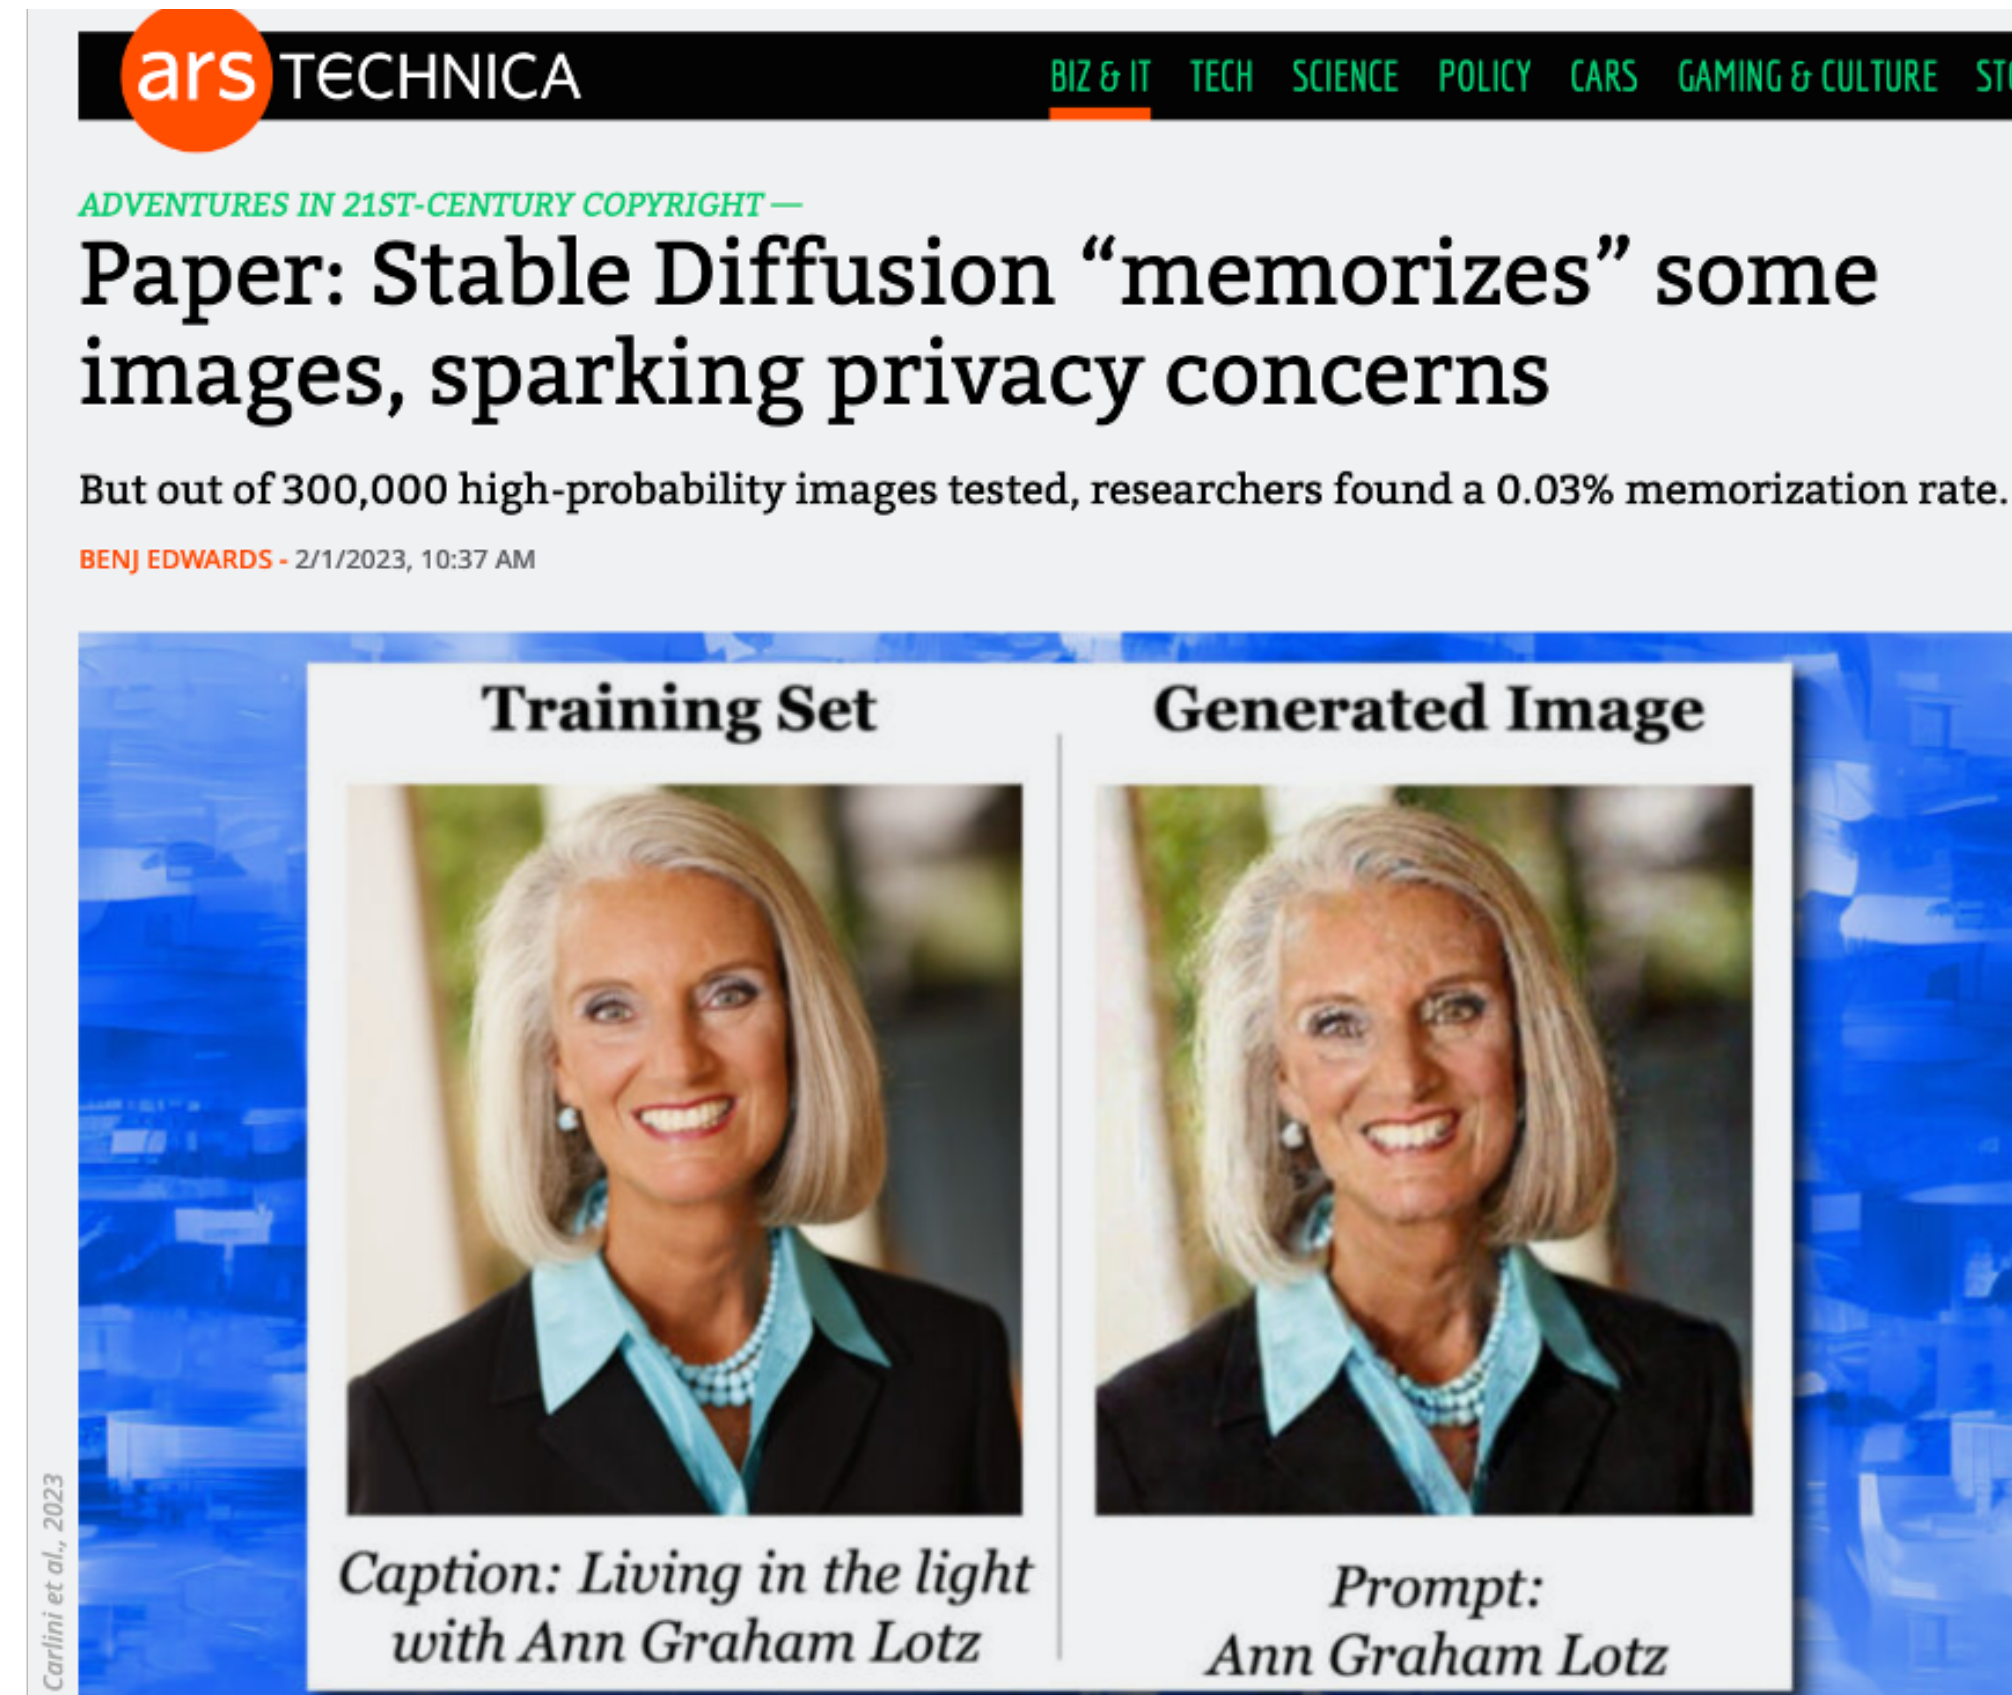 ars TECHNICA
BIZ & IT TECH SCIENCE POLICY CARS GAMING & CULTURE
ADVENTURES IN 21ST-CENTURY COPYRIGHT —
Paper: Stable Diffusion “memorizes” some
images, sparking privacy concerns
But out of 300,000 high-probability images tested, researchers found a 0.03% memorization rate.
BENJ EDWARDS - 2/1/2023, 10:37 AM
Training Set
Generated Image
Caption: Living in the light
with Ann Graham Lotz
Prompt:
Ann Graham Lotz
Carlini et al., 2023